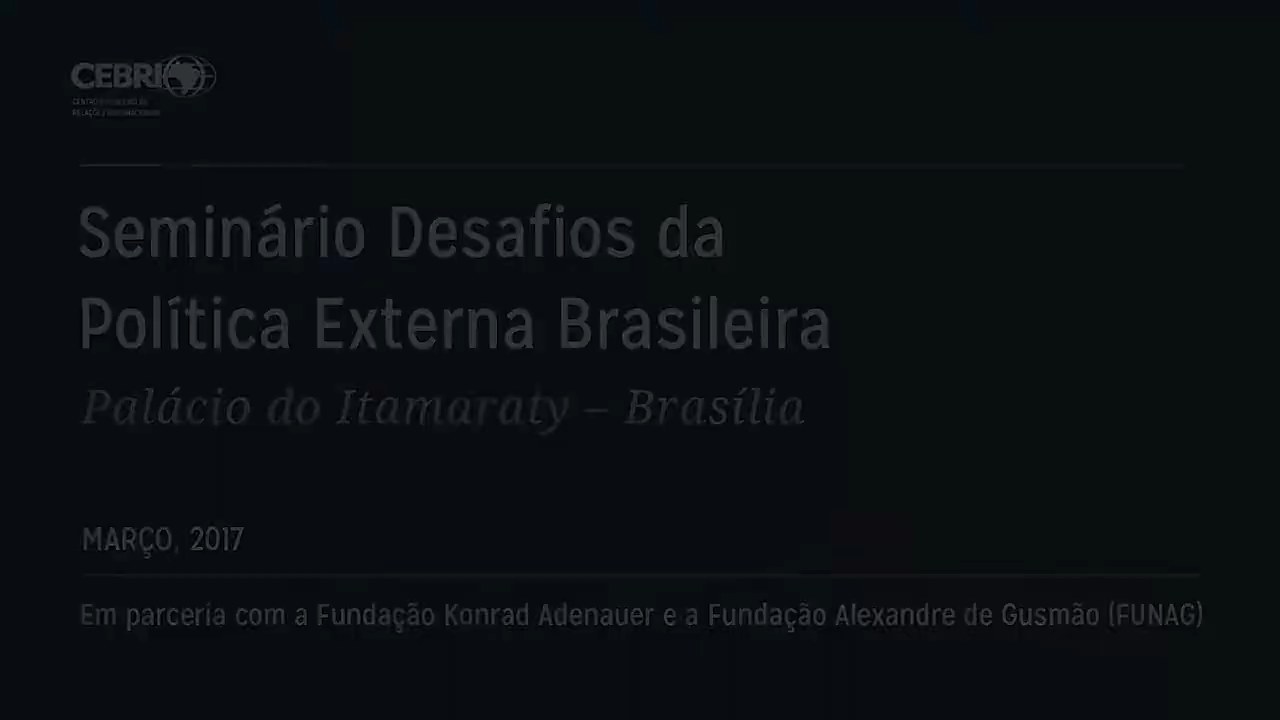 CEBRI
Seminário Desafios da
Política Externa Brasileira
Palácio do Itamaraty – Brasília
MARÇO, 2017
Em parceria com a Fundação Konrad Adenauer e a Fundação Alexandre de Gusmão (FUNAG)